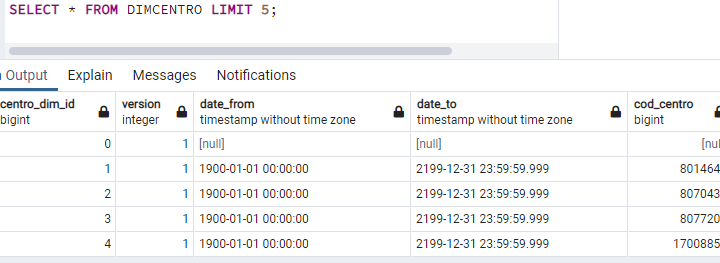 SELECT * FROM DIMCENTRO LIMIT 5;
Output Explain Messages Notifications
centro_dim_id version date_from date_to cod_centro
bigint integer timestamp without time zone timestamp without time zone bigint
0 1 [null] [null] [nul
1 1 1900-01-01 00:00:00 2199-12-31 23:59:59.999 801464
2 1 1900-01-01 00:00:00 2199-12-31 23:59:59.999 807043
3 1 1900-01-01 00:00:00 2199-12-31 23:59:59.999 807720
4 1 1900-01-01 00:00:00 2199-12-31 23:59:59.999 1700885